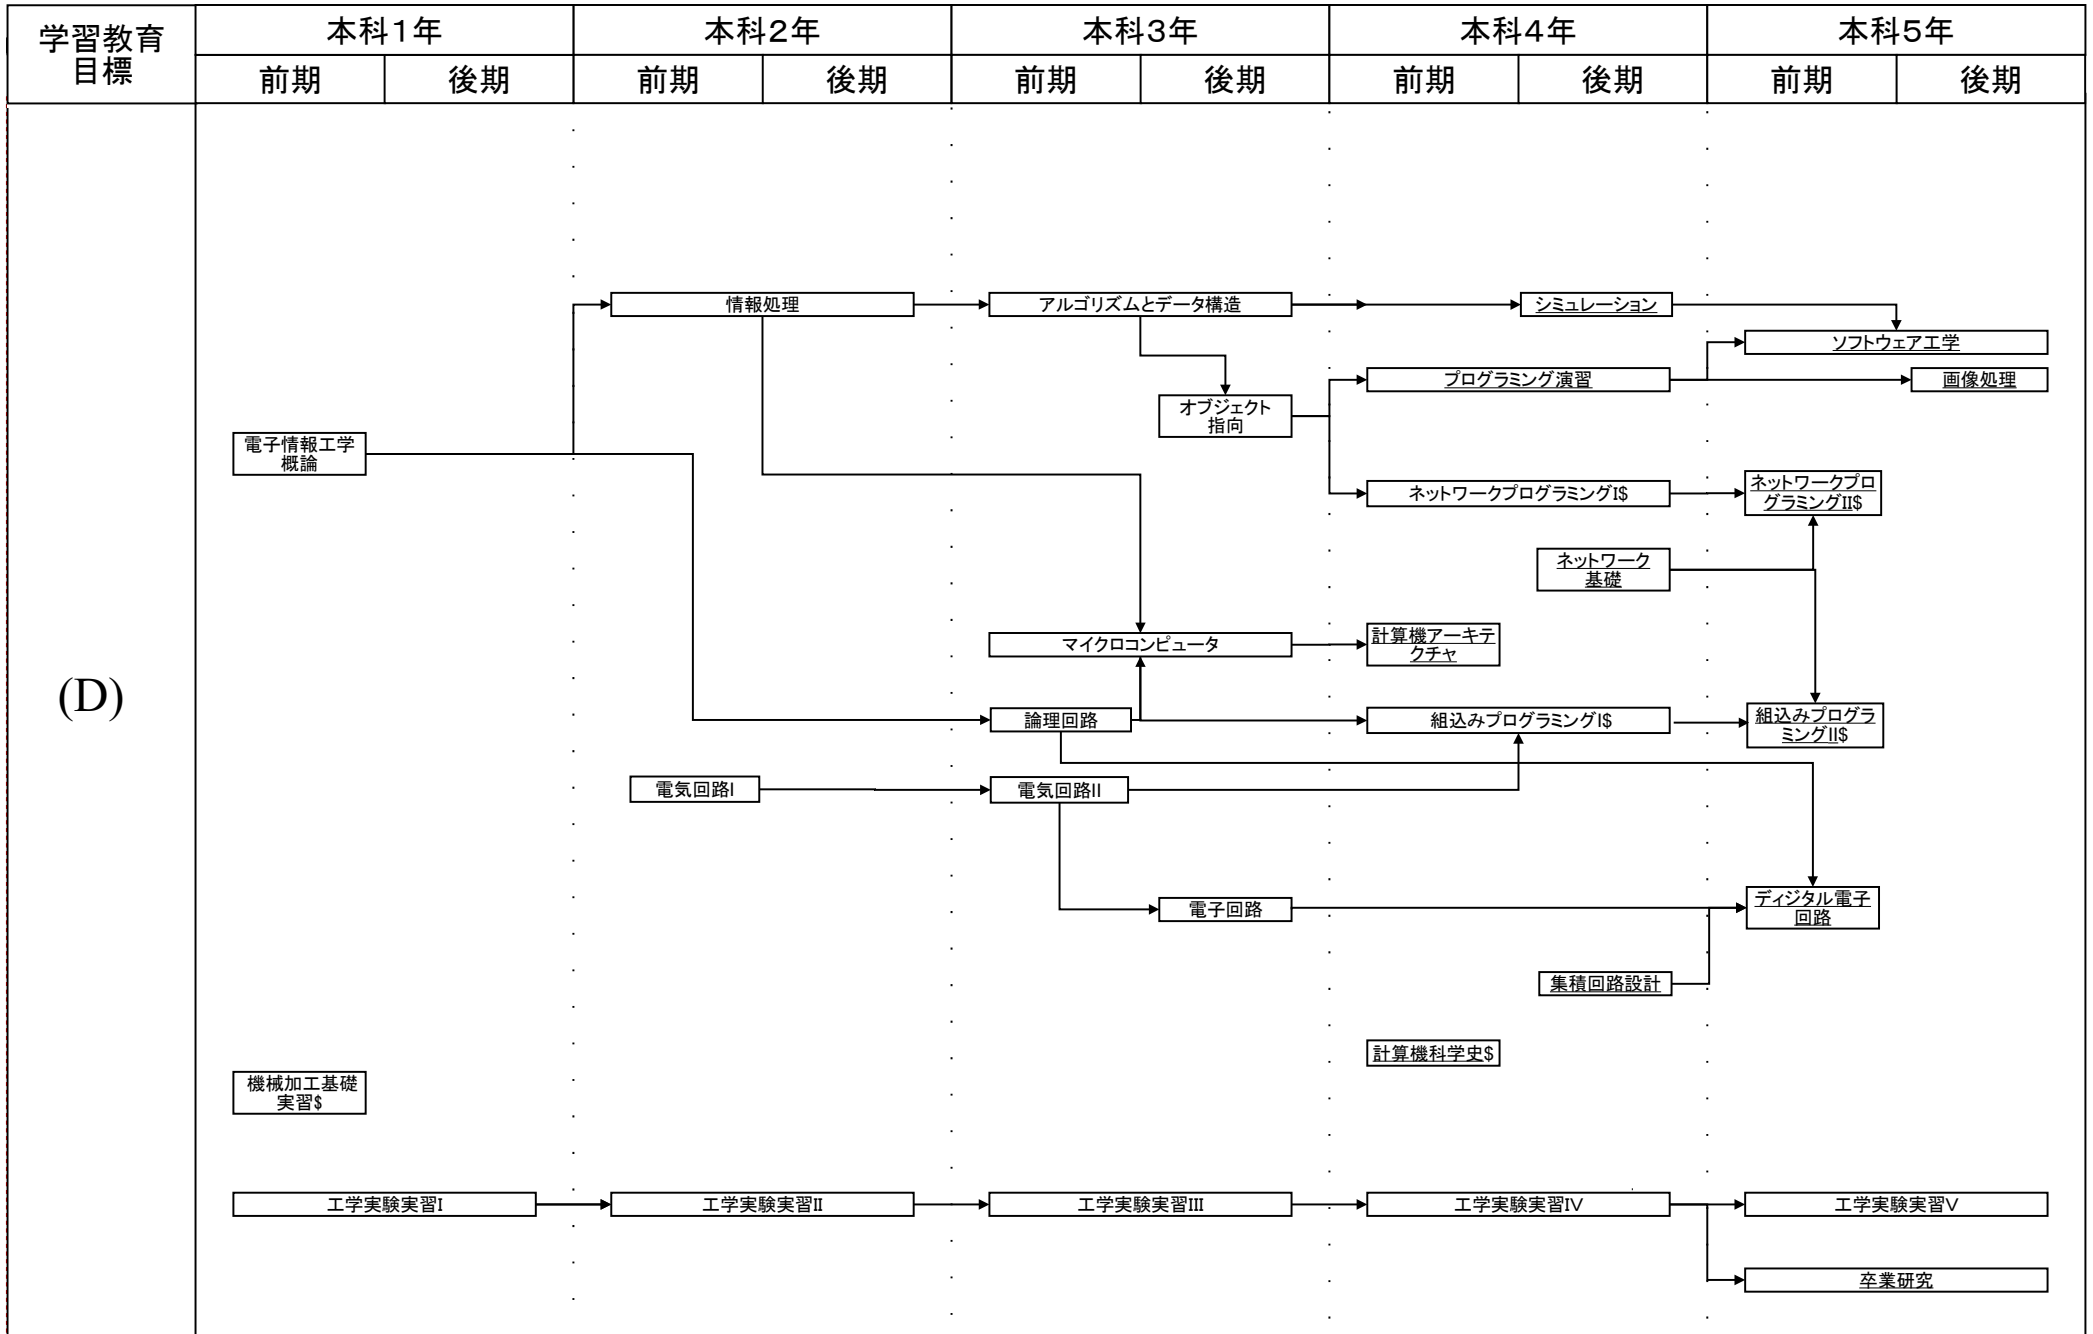 学習教育
目標
本科1年
本科2年
本科3年
本科4年
本科5年
前期
後期
前期
後期
前期
後期
前期
後期
前期
後期
(D)
情報処理
アルゴリズムとデータ構造
シミュレーション
ソフトウェア工学
プログラミング演習
画像処理
オブジェクト
指向
電子情報工学
概論
ネットワークプログラミングI$
ネットワークプロ
グラミングII$
ネットワーク
基礎
マイクロコンピュータ
計算機アーキテ
クチャ
論理回路
組込みプログラミングI$
組込みプログラ
ミングII$
電気回路I
電気回路II
電子回路
ディジタル電子
回路
集積回路設計
計算機科学史$
機械加工基礎
実習$
工学実験実習I
工学実験実習II
工学実験実習III
工学実験実習IV
工学実験実習V
卒業研究